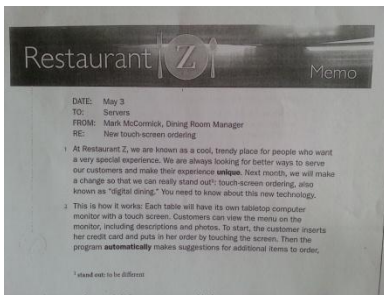 Restaurant Z
Memo
DATE: May 3
TO: Servers
FROM: Mark McCormick, Dining Room Manager
RE: New touch-screen ordering
1 At Restaurant Z, we are known as a cool, trendy place for people who want
a very special experience. We are always looking for better ways to serve
our customers and make their experience unique. Next month, we will make
a change so that we can really stand out¹: touch-screen ordering, also
known as "digital dining." You need to know about this new technology.
2 This is how it works: Each table will have its own tabletop computer
monitor with a touch screen. Customers can view the menu on the
monitor, including descriptions and photos. To start, the customer inserts
her credit card and puts in her order by touching the screen. Then the
program automatically makes suggestions for additional items to order,
¹ stand out: to be different